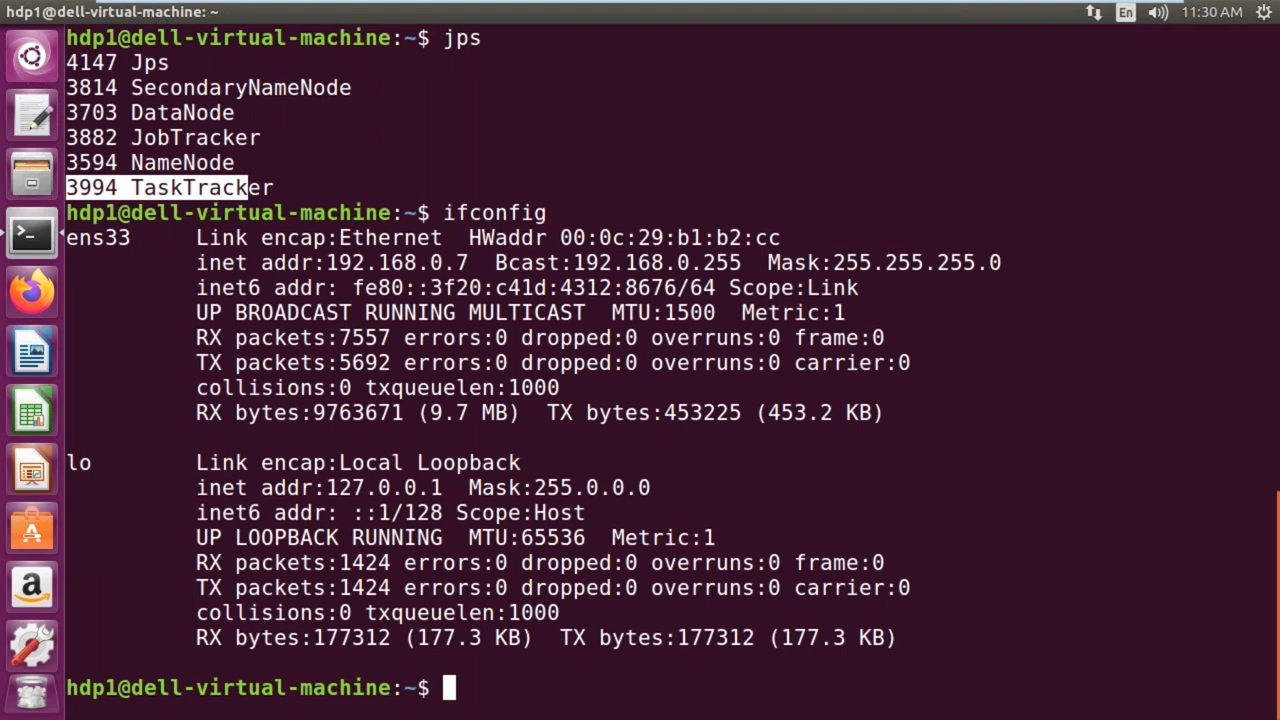 hdp1@dell-virtual-machine: ~
En 11:30 AM
hdp1@dell-virtual-machine:~$ jps
4147 Jps
3814 SecondaryNameNode
3703 DataNode
3882 JobTracker
3594 NameNode
3994 TaskTracker
hdp1@dell-virtual-machine:~$ ifconfig
ens33     Link encap:Ethernet  HWaddr 00:0c:29:b1:b2:cc
          inet addr:192.168.0.7  Bcast:192.168.0.255  Mask:255.255.255.0
          inet6 addr: fe80::3f20:c41d:4312:8676/64 Scope:Link
          UP BROADCAST RUNNING MULTICAST  MTU:1500  Metric:1
          RX packets:7557 errors:0 dropped:0 overruns:0 frame:0
          TX packets:5692 errors:0 dropped:0 overruns:0 carrier:0
          collisions:0 txqueuelen:1000
          RX bytes:9763671 (9.7 MB)  TX bytes:453225 (453.2 KB)
lo        Link encap:Local Loopback
          inet addr:127.0.0.1  Mask:255.0.0.0
          inet6 addr: ::1/128 Scope:Host
          UP LOOPBACK RUNNING  MTU:65536  Metric:1
          RX packets:1424 errors:0 dropped:0 overruns:0 frame:0
          TX packets:1424 errors:0 dropped:0 overruns:0 carrier:0
          collisions:0 txqueuelen:1000
          RX bytes:177312 (177.3 KB)  TX bytes:177312 (177.3 KB)
hdp1@dell-virtual-machine:~$